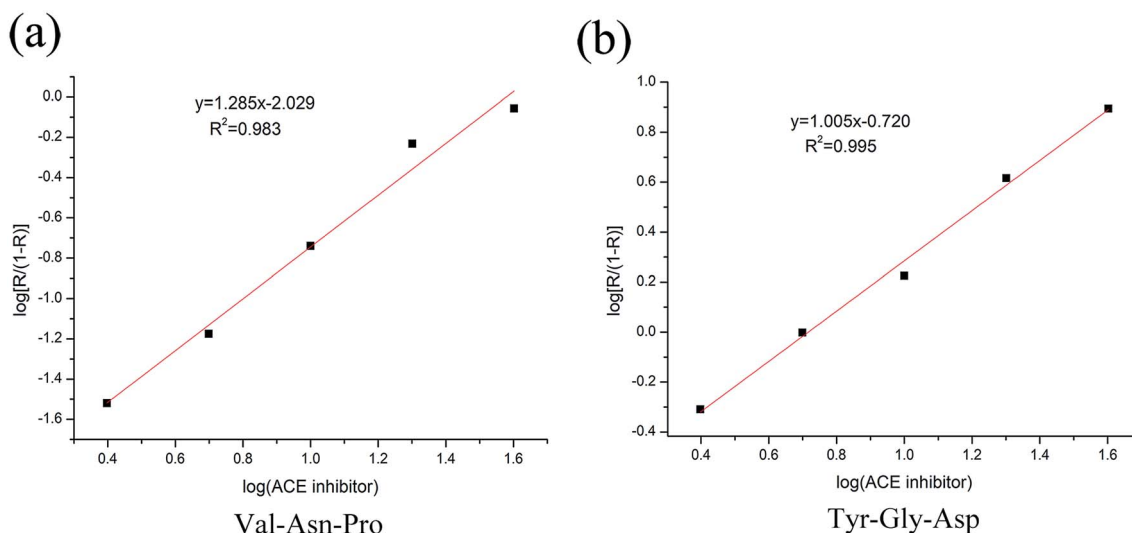 (a)
y=1.285x-2.029
R²=0.983
0.0
-0.2
-0.4
-0.6
-0.8
-1.0
-1.2
-1.4
-1.6
log[R/(1-R)]
0.4 0.6 0.8 1.0 1.2 1.4 1.6
log(ACE inhibitor)
Val-Asn-Pro
(b)
y=1.005x-0.720
R²=0.995
1.0
0.8
0.6
0.4
0.2
0.0
-0.2
-0.4
log[R/(1-R)]
0.4 0.6 0.8 1.0 1.2 1.4 1.6
log(ACE inhibitor)
Tyr-Gly-Asp